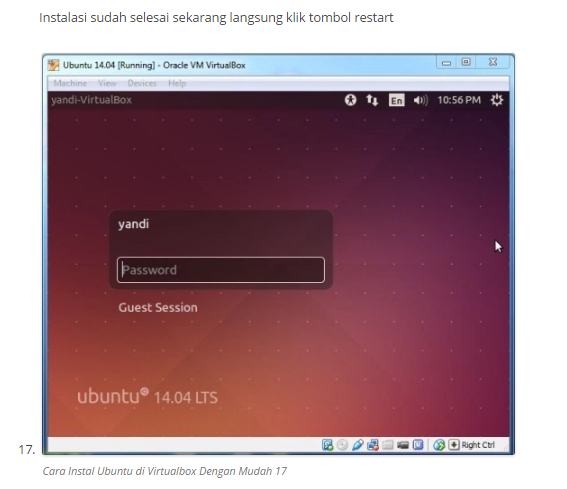 Instalasi sudah selesai sekarang langsung klik tombol restart
Ubuntu 14.04 [Running] - Oracle VM VirtualBox
Machine View Devices Help
yandi-VirtualBox
En
10:56 PM
yandi
Password
Guest Session
ubuntu 14.04 LTS
Right Ctrl
17.
Cara Instal Ubuntu di Virtualbox Dengan Mudah 17